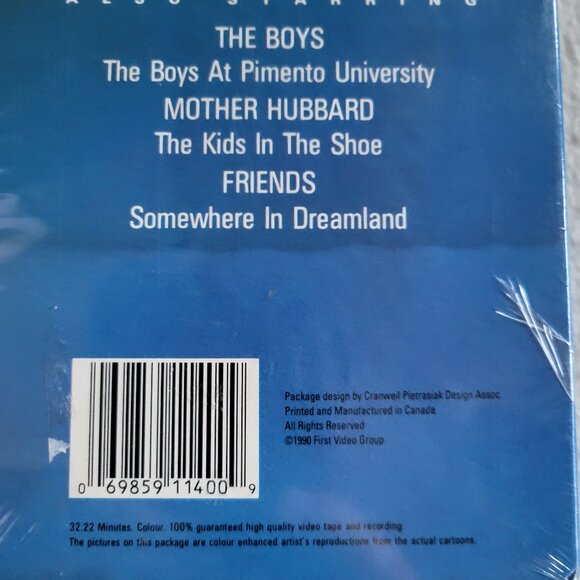 ALSO STARRING
THE BOYS
The Boys At Pimento University
MOTHER HUBBARD
The Kids In The Shoe
FRIENDS
Somewhere In Dreamland
Package design by Cranwell Pietrasiak Design Assoc.
Printed and Manufactured in Canada
All Rights Reserved
©1990 First Video Group
0 69859 11400 9
32.22 Minutes. Colour. 100% guaranteed high quality video tape and recording.
The pictures on this package are colour enhanced artist's reproductions from the actual cartoons.